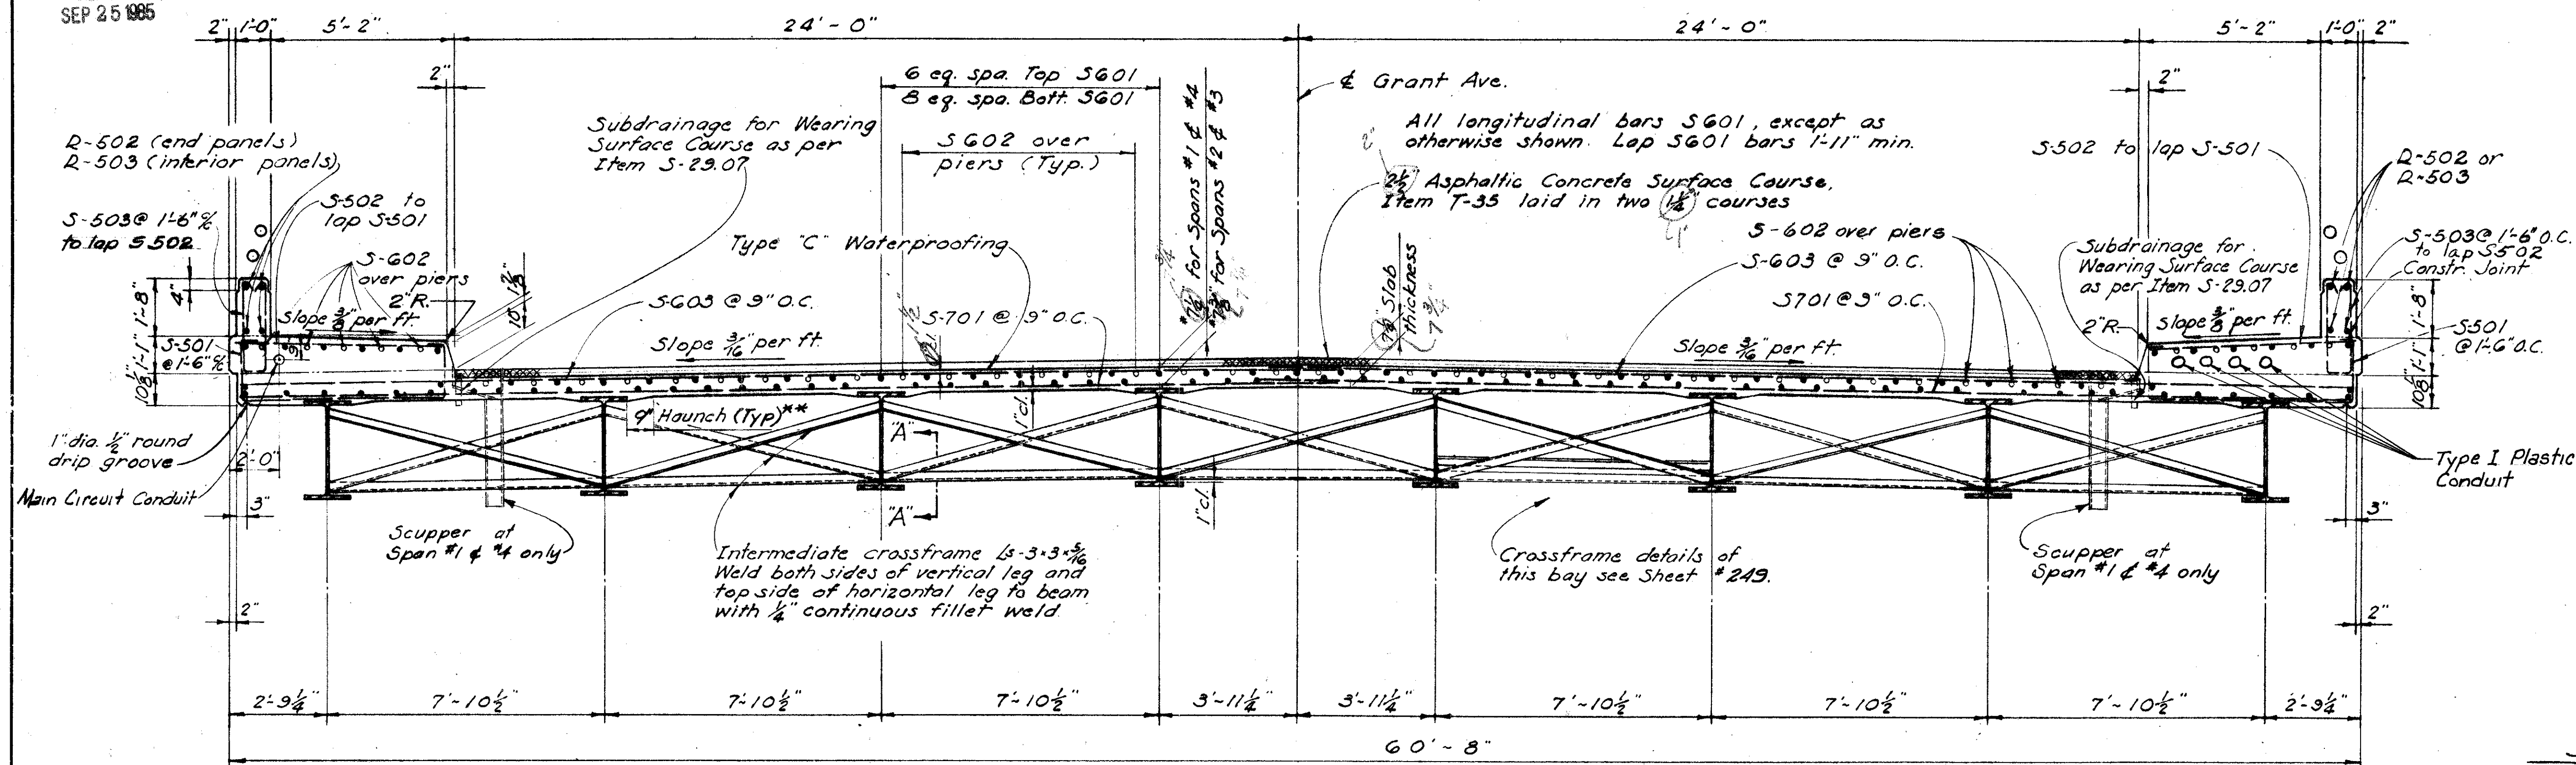 SEP 25 1985
2" 1'-0" 5'-2" 24'-0" 24'-0" 5'-2" 1'-0" 2"
2"
6 eq. spa. Top S601
8 eq. spa. Bott. S601
℄ Grant Ave.
2"
R-502 (end panels)
R-503 (interior panels)
Subdrainage for Wearing
Surface Course as per
Item S-29.07
S602 over
piers (Typ.)
for Spans #1 & #4
for Spans #2 & #3
All longitudinal bars S601, except as
otherwise shown. Lap S601 bars 1'-11" min.
2"
2½" Asphaltic Concrete Surface Course,
Item T-35 laid in two 1¼" courses
1"
S-502 to lap S-501
R-502 or
R-503
S-503@ 1'-6" %
to lap S502
S-502 to
lap S-501
S-602
over piers
2"R.
Type "C" Waterproofing
S-602 over piers
S-603 @ 9" O.C.
S701 @ 9" O.C.
Subdrainage for
Wearing Surface Course
as per Item S-29.07
S-503@ 1'-6" O.C.
to lap S502
Constr. Joint
4"
1'-8"
1'-1"
10⅛"
Slope ⅜" per ft.
S-501
@ 1'-6" %
9"
10½"
S-603 @ 9" O.C.
1½"
S-701 @ 9" O.C.
Slope 3/16" per ft.
Slab
thickness
7¾"
Slope 3/16" per ft.
2"R.
Slope ⅜" per ft.
1'-8"
1'-1"
S-501
@ 1'-6" O.C.
1" dia. ½ round
drip groove
2'-0"
Main Circuit Conduit
3"
9" Haunch (Typ)**
"A"
"A"
1"cl.
1"cl.
Type I Plastic
Conduit
3"
Scupper at
Span #1 & #4 only
Intermediate crossframe Ls-3×3×5/16
Weld both sides of vertical leg and
top side of horizontal leg to beam
with ¼" continuous fillet weld.
Crossframe details of
this bay see Sheet #249.
Scupper at
Span #1 & #4 only
2"
2"
2'-9¼" 7'-10½" 7'-10½" 7'-10½" 3'-11¼" 3'-11¼" 7'-10½" 7'-10½" 7'-10½" 2'-9¼"
60'-8"